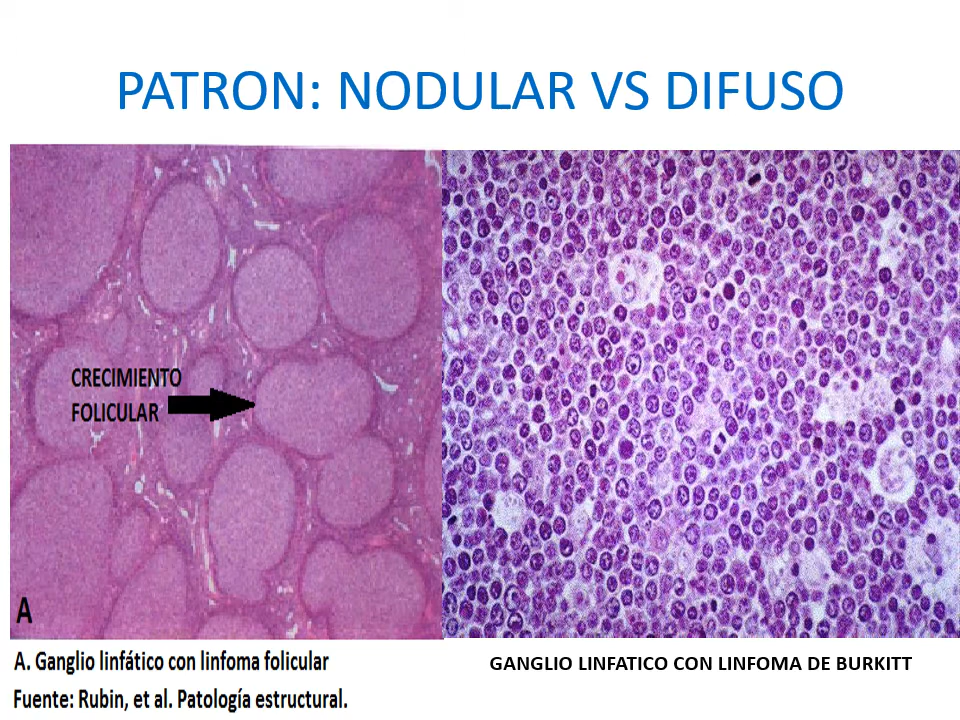 PATRON: NODULAR VS DIFUSO
CRECIMIENTO
FOLICULAR
A
A. Ganglio linfático con linfoma folicular
Fuente: Rubin, et al. Patología estructural.
GANGLIO LINFATICO CON LINFOMA DE BURKITT